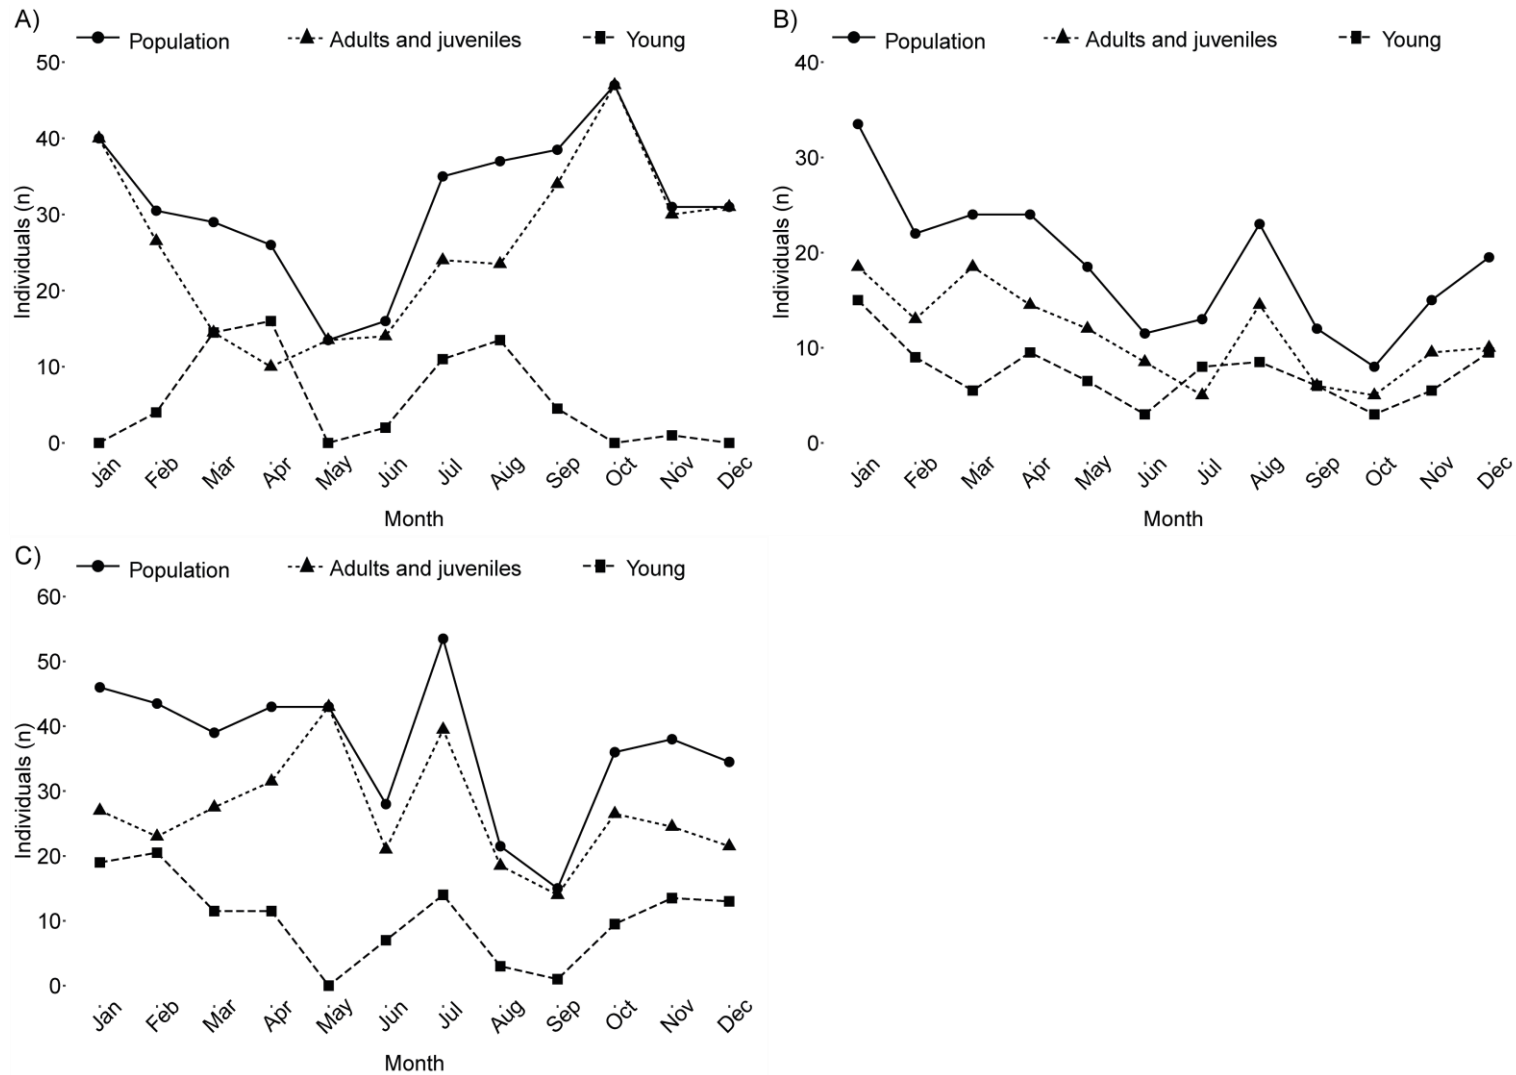 A)
Population Adults and juveniles Young
50
40
30
20
10
0
Individuals (n)
Jan Feb Mar Apr May Jun Jul Aug Sep Oct Nov Dec
Month
B)
Population Adults and juveniles Young
40
30
20
10
0
Individuals (n)
Jan Feb Mar Apr May Jun Jul Aug Sep Oct Nov Dec
Month
C)
Population Adults and juveniles Young
60
50
40
30
20
10
0
Individuals (n)
Jan Feb Mar Apr May Jun Jul Aug Sep Oct Nov Dec
Month